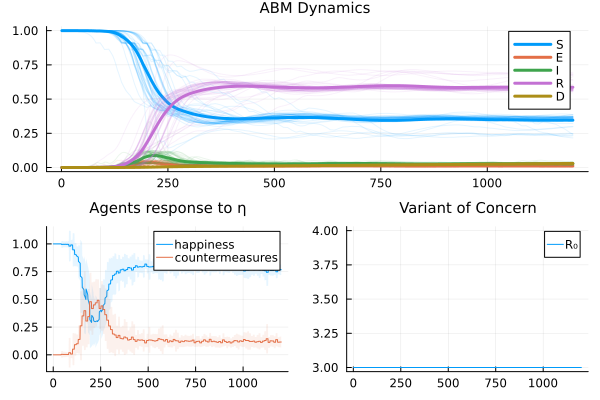 ABM Dynamics
1.00
0.75
0.50
0.25
0.00
S
E
I
R
D
0 250 500 750 1000
Agents response to η
1.00
0.75
0.50
0.25
0.00
happiness
countermeasures
0 250 500 750 1000
Variant of Concern
4.00
3.75
3.50
3.25
3.00
R₀
0 250 500 750 1000